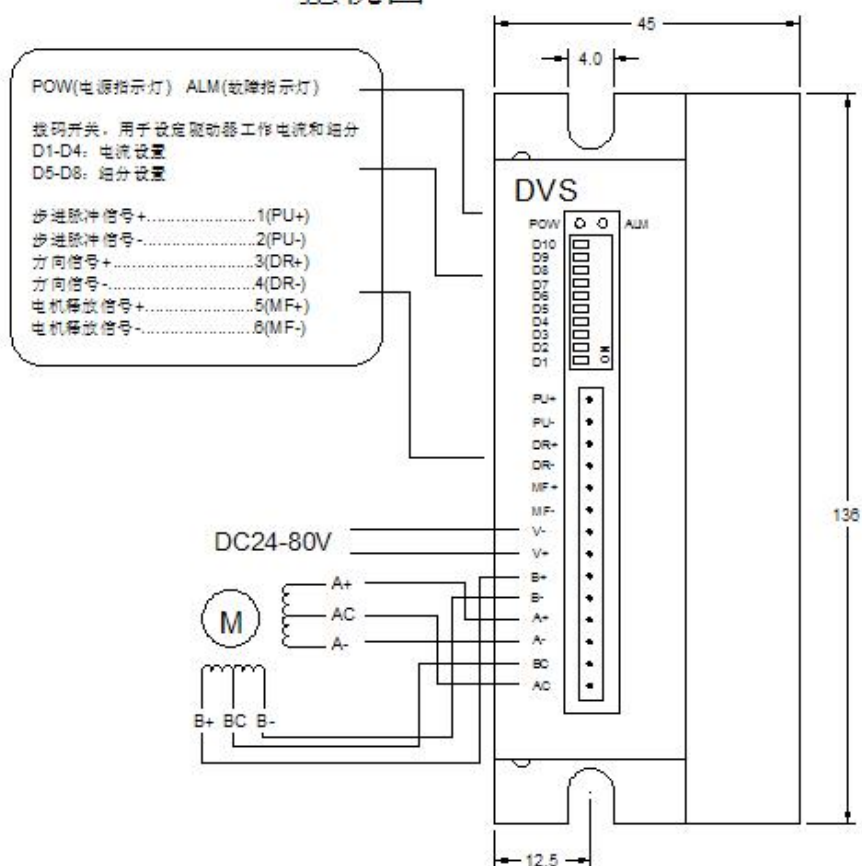 45
4.0
POW(电源指示灯) ALM(故障指示灯)
拨码开关，用于设定驱动器工作电流和细分
D1-D4：电流设置
D5-D8：细分设置
步进脉冲信号+......................1(PU+)
步进脉冲信号-......................2(PU-)
方向信号+............................3(DR+)
方向信号-............................4(DR-)
电机释放信号+......................5(MF+)
电机释放信号-.......................6(MF-)
DVS
POW ALM
D10
D9
D8
D7
D6
D5
D4
D3
D2
D1
ON
PU+
PU-
DR+
DR-
MF+
MF-
V-
V+
B+
B-
A+
A-
BC
AC
136
DC24-80V
M
A+
AC
A-
B+ BC B-
12.5